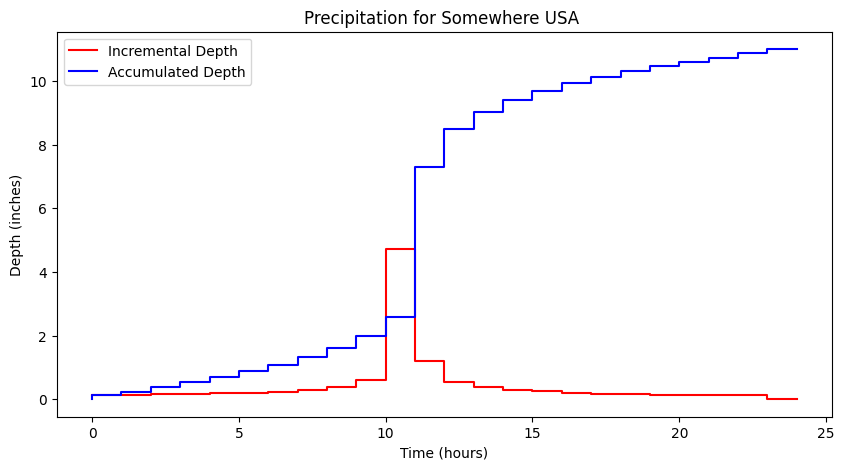 Precipitation for Somewhere USA
Incremental Depth
Accumulated Depth
Depth (inches)
10
8
6
4
2
0
0 5 10 15 20 25
Time (hours)